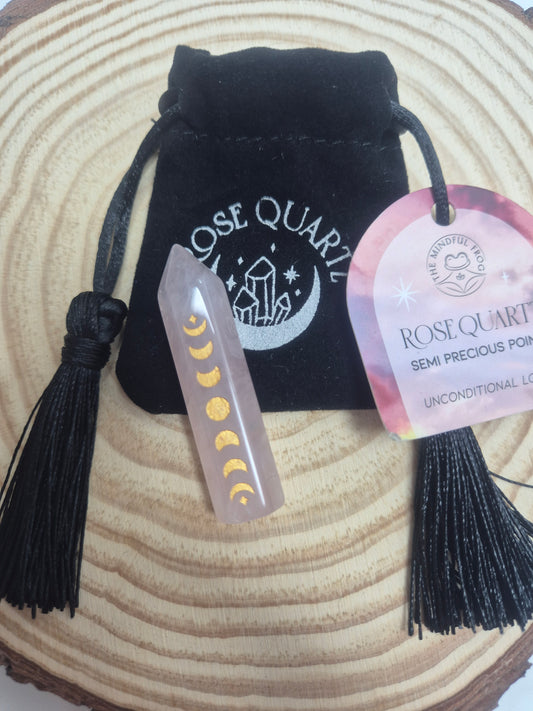 ROSE QUARTZ
THE MINDFUL FROG
ROSE QUART
SEMI PRECIOUS POIN
UNCONDITIONAL LO